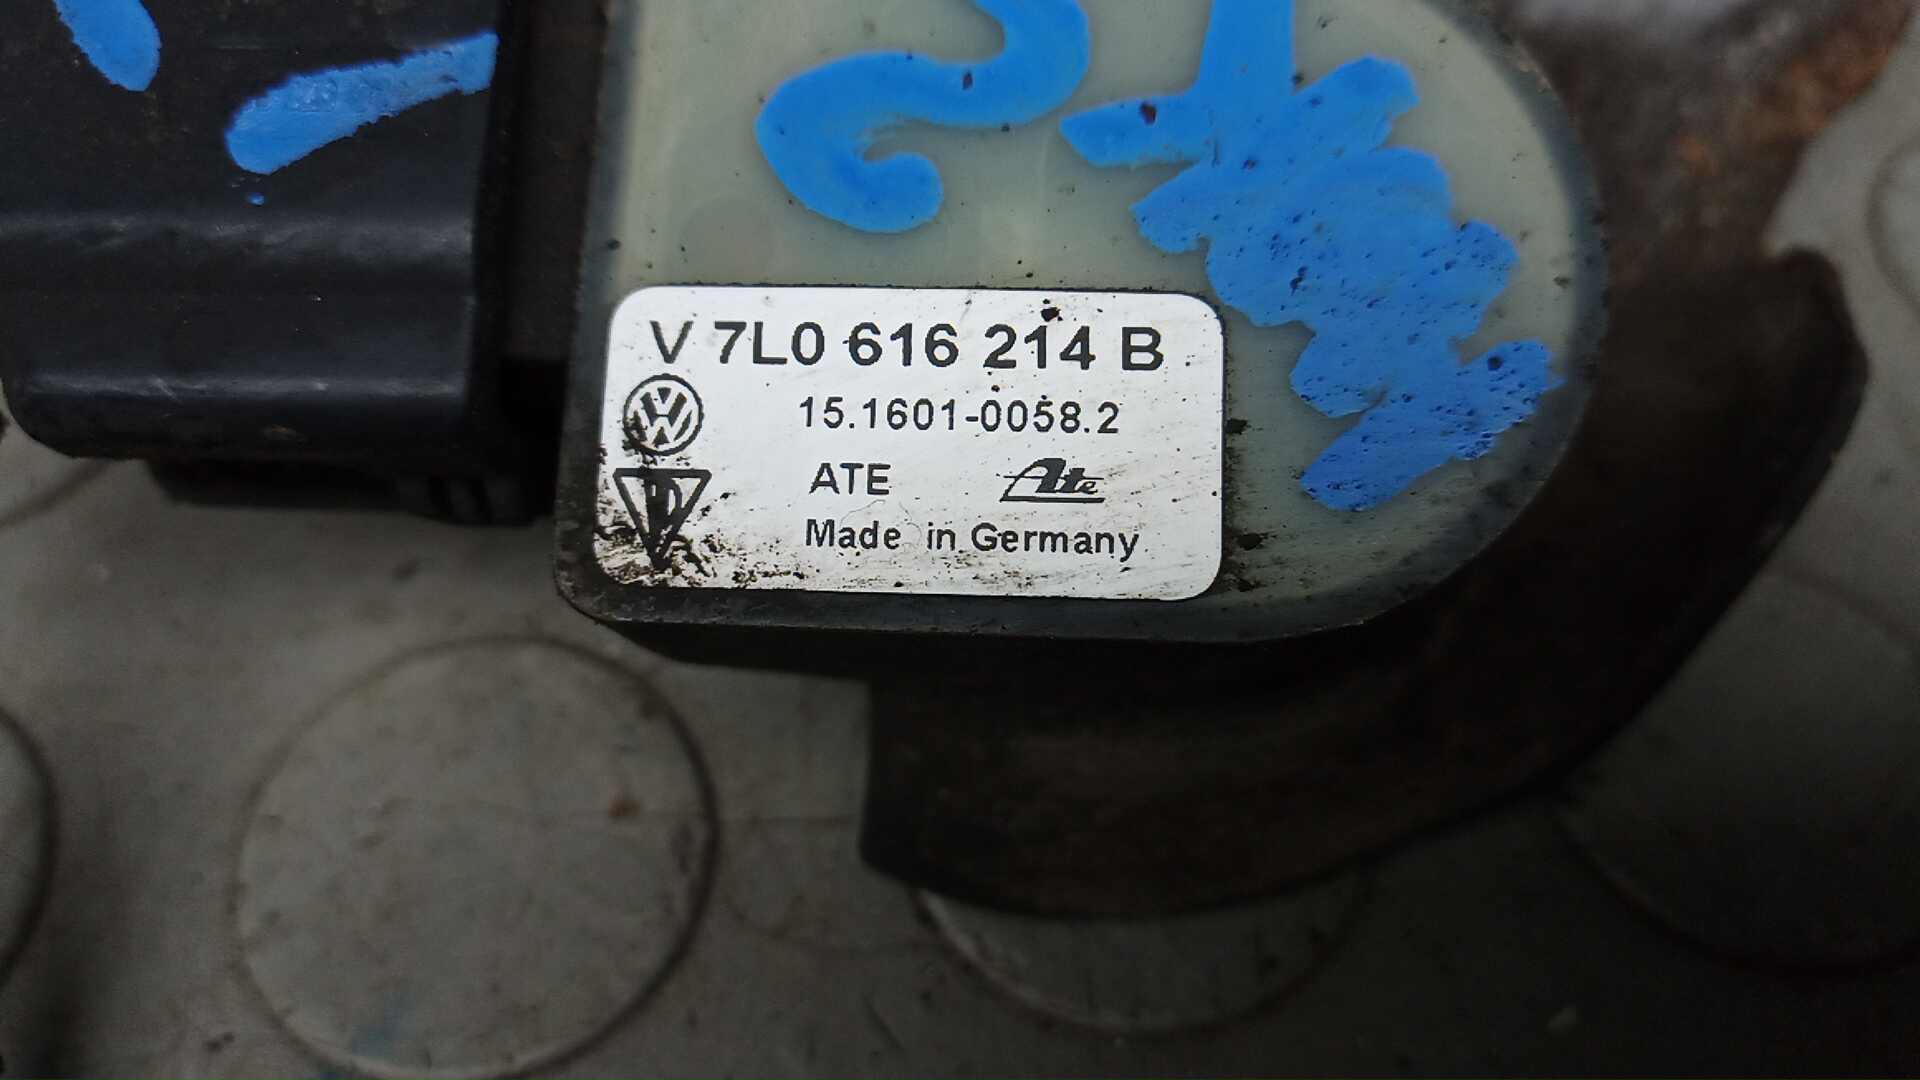 V 7L0 616 214 B
15.1601-0058.2
ATE Ate
Made in Germany